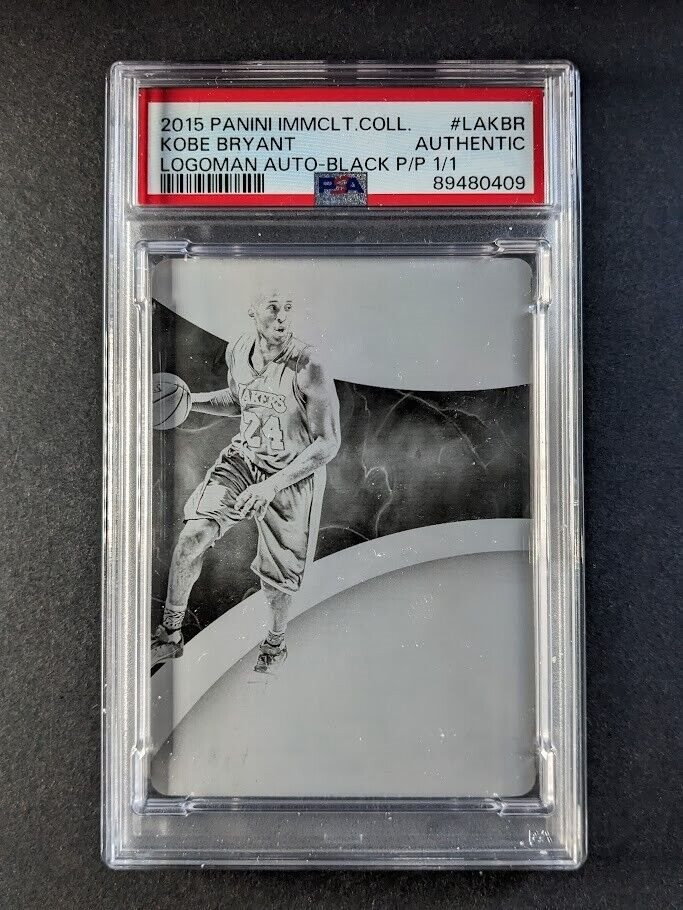 2015 PANINI IMMCLT.COLL. #LAKBR
KOBE BRYANT AUTHENTIC
LOGOMAN AUTO-BLACK P/P 1/1
PSA 89480409
LAKERS
24